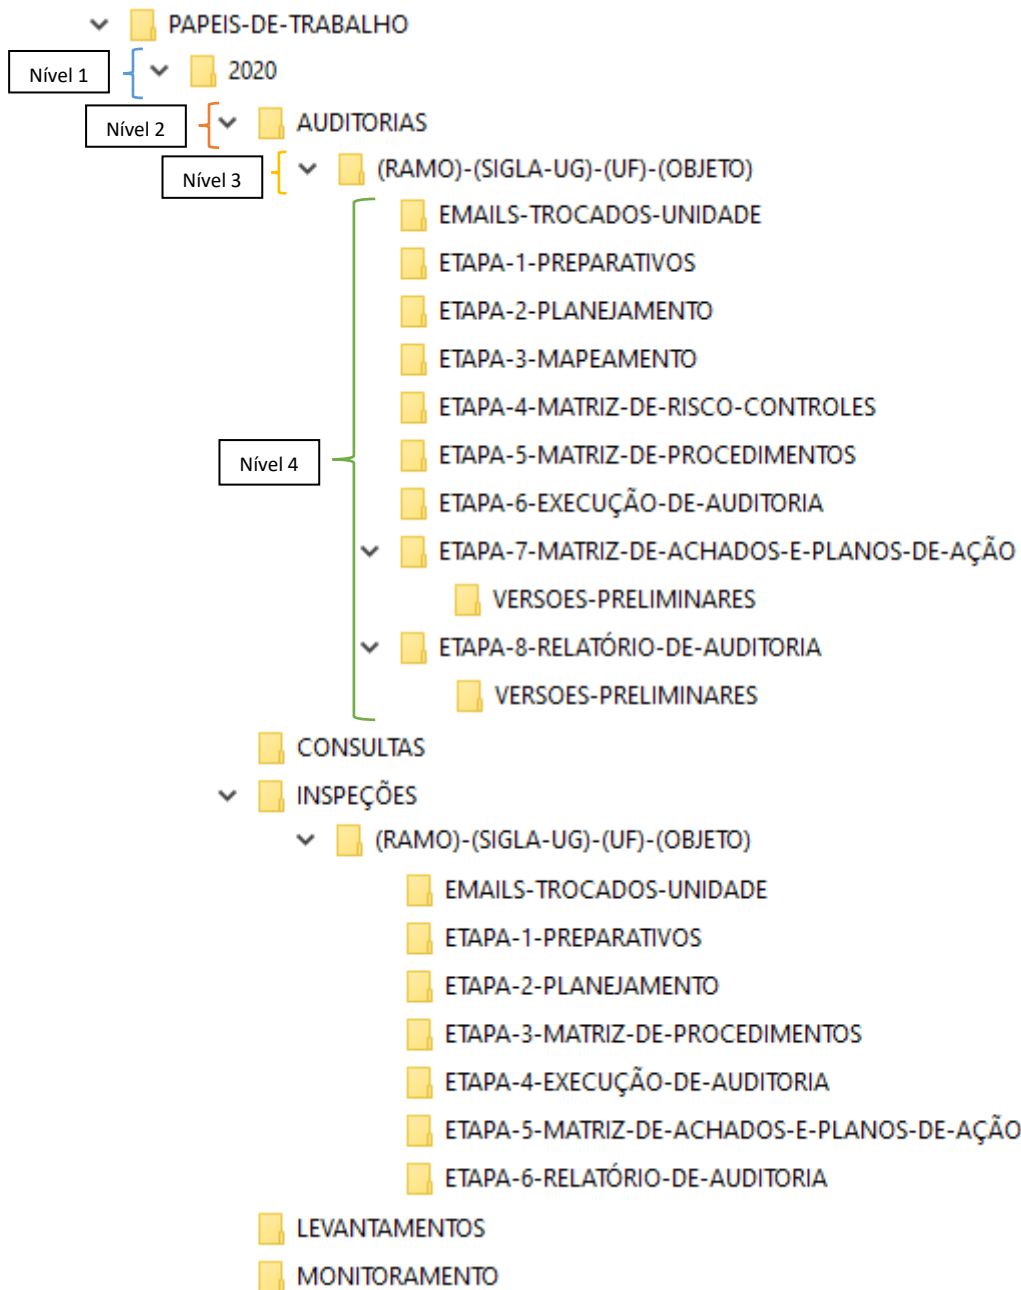 PAPEIS-DE-TRABALHO
Nível 1
2020
Nível 2
AUDITORIAS
Nível 3
(RAMO)-(SIGLA-UG)-(UF)-(OBJETO)
EMAILS-TROCADOS-UNIDADE
ETAPA-1-PREPARATIVOS
ETAPA-2-PLANEJAMENTO
ETAPA-3-MAPEAMENTO
ETAPA-4-MATRIZ-DE-RISCO-CONTROLES
Nível 4
ETAPA-5-MATRIZ-DE-PROCEDIMENTOS
ETAPA-6-EXECUÇÃO-DE-AUDITORIA
ETAPA-7-MATRIZ-DE-ACHADOS-E-PLANOS-DE-AÇÃO
VERSOES-PRELIMINARES
ETAPA-8-RELATÓRIO-DE-AUDITORIA
VERSOES-PRELIMINARES
CONSULTAS
INSPEÇÕES
(RAMO)-(SIGLA-UG)-(UF)-(OBJETO)
EMAILS-TROCADOS-UNIDADE
ETAPA-1-PREPARATIVOS
ETAPA-2-PLANEJAMENTO
ETAPA-3-MATRIZ-DE-PROCEDIMENTOS
ETAPA-4-EXECUÇÃO-DE-AUDITORIA
ETAPA-5-MATRIZ-DE-ACHADOS-E-PLANOS-DE-AÇÃO
ETAPA-6-RELATÓRIO-DE-AUDITORIA
LEVANTAMENTOS
MONITORAMENTO